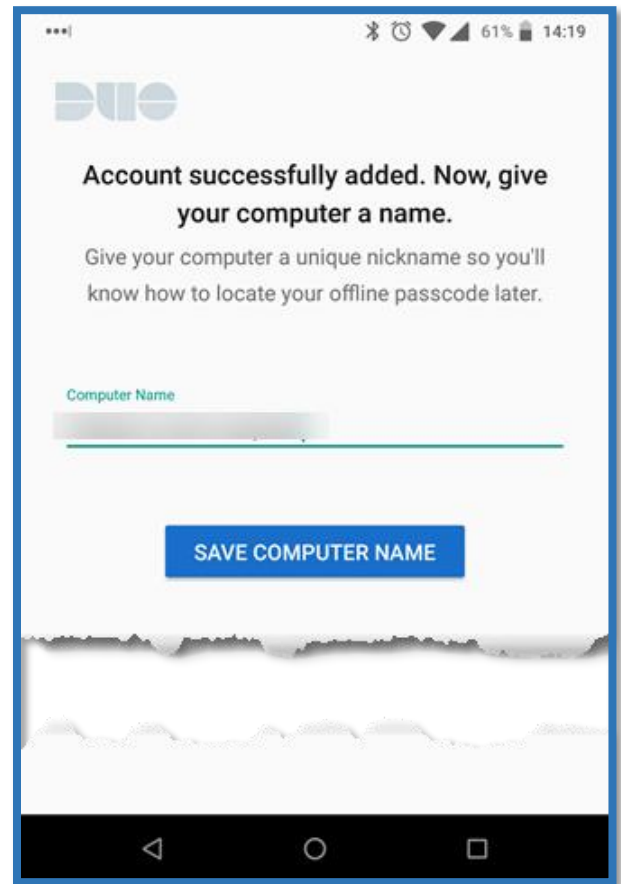 61% 14:19
DUO
Account successfully added. Now, give
your computer a name.
Give your computer a unique nickname so you'll
know how to locate your offline passcode later.
Computer Name
SAVE COMPUTER NAME